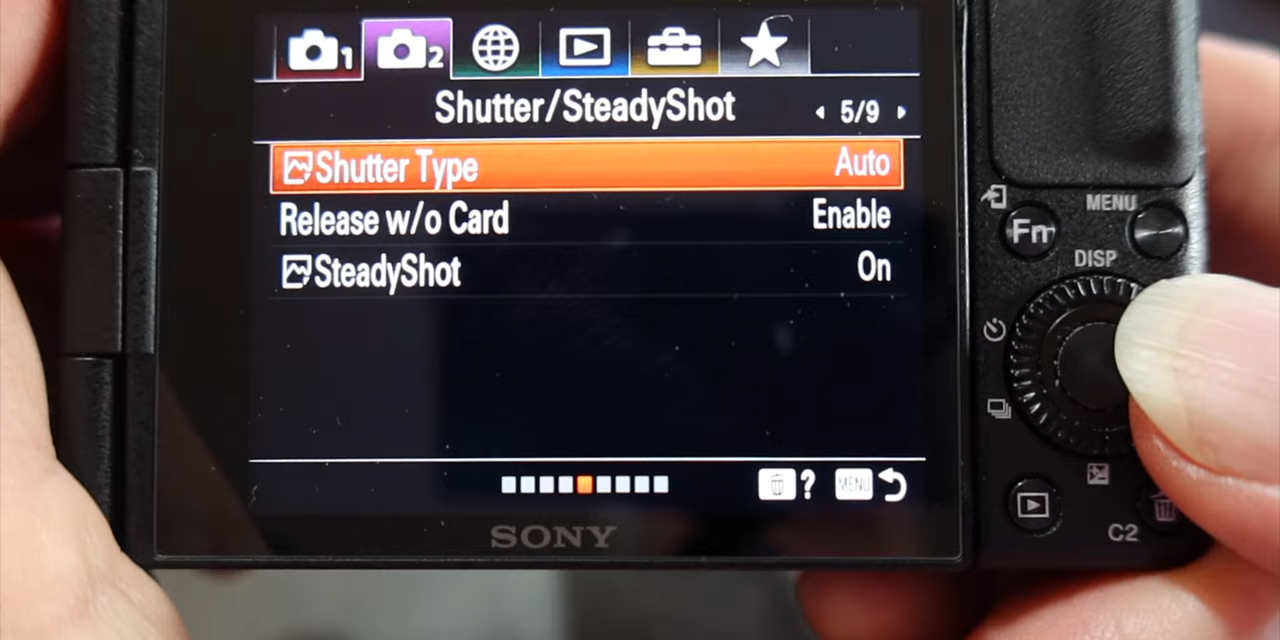 1 2
Shutter/SteadyShot 5/9
Shutter Type Auto
Release w/o Card Enable
SteadyShot On
? MENU
SONY
Fn MENU
DISP
C2